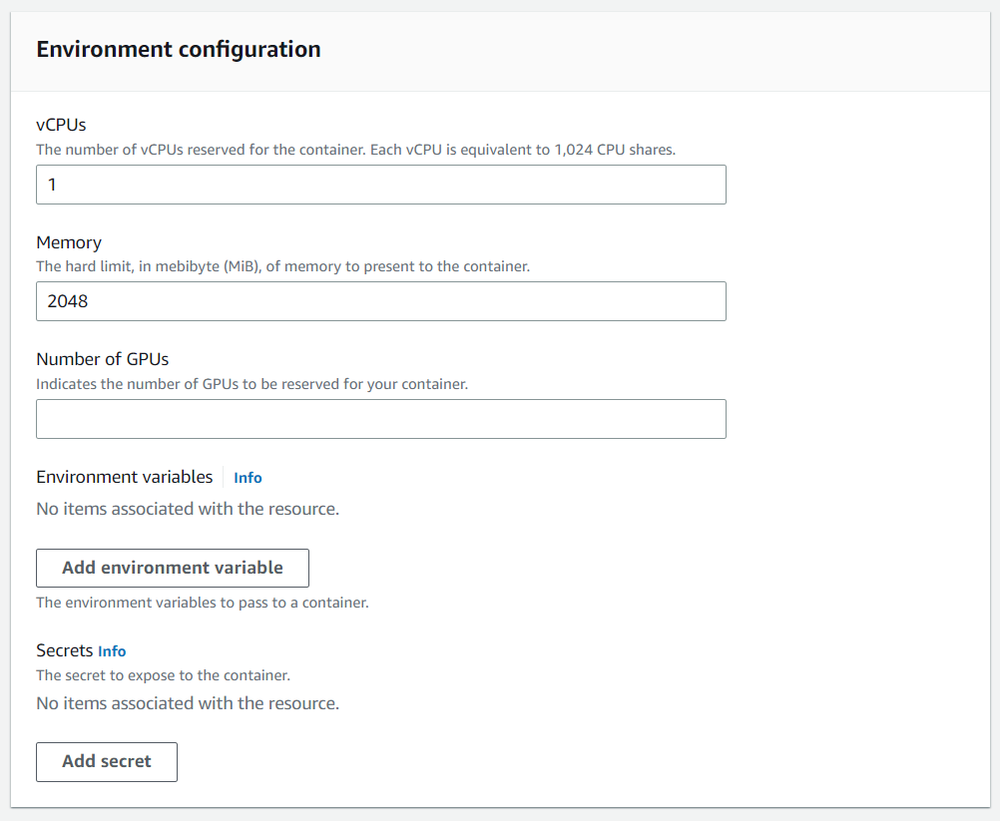 Environment configuration
vCPUs
The number of vCPUs reserved for the container. Each vCPU is equivalent to 1,024 CPU shares.
1
Memory
The hard limit, in mebibyte (MiB), of memory to present to the container.
2048
Number of GPUs
Indicates the number of GPUs to be reserved for your container.
Environment variables Info
No items associated with the resource.
Add environment variable
The environment variables to pass to a container.
Secrets Info
The secret to expose to the container.
No items associated with the resource.
Add secret